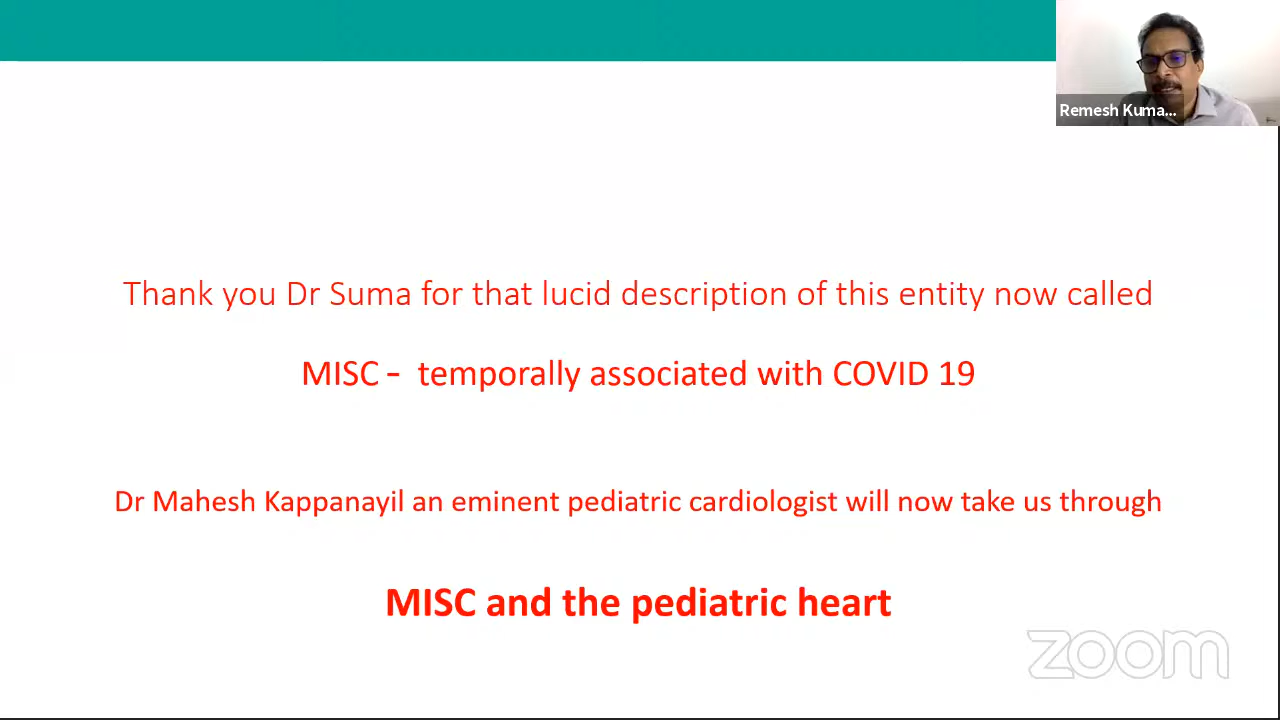 Remesh Kuma...
Thank you Dr Suma for that lucid description of this entity now called
MISC – temporally associated with COVID 19
Dr Mahesh Kappanayil an eminent pediatric cardiologist will now take us through
MISC and the pediatric heart
zoom